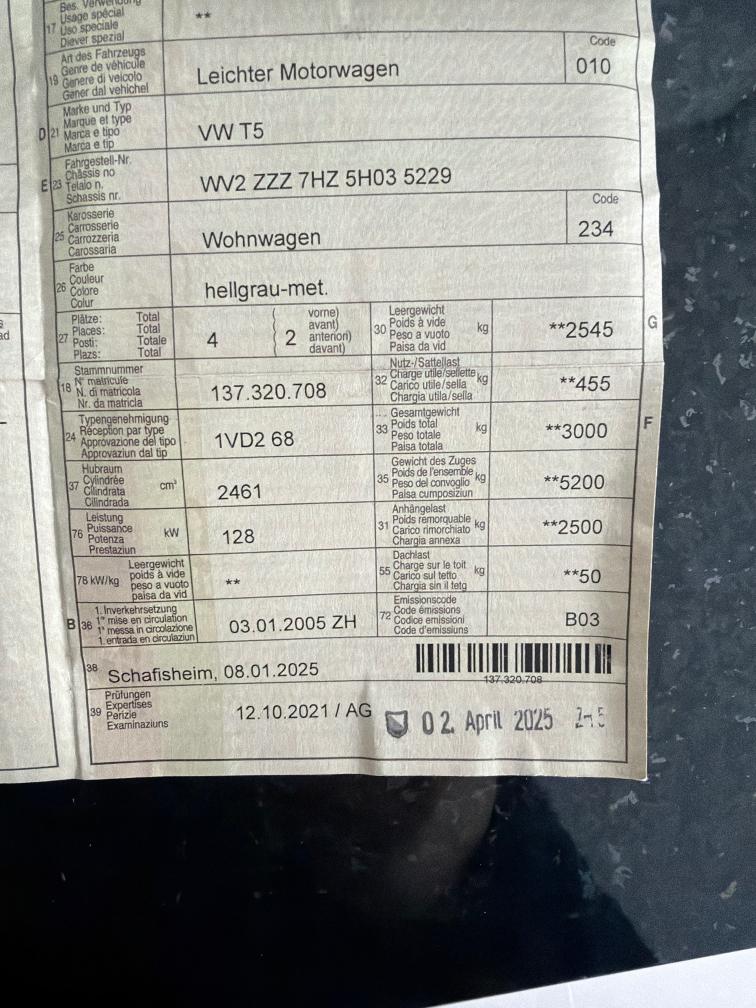 Bes. Verwendung
17 Usage spécial **
Uso speciale
Diever spezial
Art des Fahrzeugs Code
Genre de véhicule
19 Genere di veicolo Leichter Motorwagen 010
Gener dal vehichel
Marke und Typ
Marque et type
D 21 Marca e tipo VW T5
Marca e tip
Fahrgestell-Nr.
Châssis no
E 23 Telaio n. WV2 ZZZ 7HZ 5H03 5229
Schassis nr.
Karosserie Code
Carrosserie
25 Carrozzeria Wohnwagen 234
Carossaria
Farbe
26 Couleur
Colore hellgrau-met.
Colur
Plätze: Total vorne) Leergewicht
Places: Total avant) Poids à vide
27 Posti: Totale 4 2 anteriori) 30 Peso a vuoto kg **2545 G
Plazs: Total davant) Paisa da vid
Stammnummer Nutz-/Sattellast
18 N° matricule 32 Charge utile/sellette kg **455
N. di matricola 137.320.708 Carico utile/sella
Nr. da matricla Chargia utila/sella
Typengenehmigung Gesamtgewicht F
24 Réception par type 33 Poids total kg **3000
Approvazione del tipo 1VD2 68 Peso totale
Approvaziun dal tip Paisa totala
Hubraum Gewicht des Zuges
37 Cylindrée cm³ 35 Poids de l'ensemble kg **5200
Cilindrata 2461 Peso del convoglio
Cilindrada Paisa cumposiziun
Leistung Anhängelast
76 Puissance kW 31 Poids remorquable kg **2500
Potenza 128 Carico rimorchiato
Prestaziun Chargia annexa
Leergewicht Dachlast
78 kW/kg poids à vide 55 Charge sur le toit kg **50
peso a vuoto ** Carico sul tetto
paisa da vid Chargia sin il tetg
1. Inverkehrsetzung Emissionscode
B 36 1re mise en circulation 72 Code émissions B03
1a messa in circolazione 03.01.2005 ZH Codice emissioni
1. entrada en circulaziun Code d'emissiuns
38 Schafisheim, 08.01.2025 137.320.708
Prüfungen
39 Expertises 12.10.2021 / AG 02. April 2025
Perizie
Examinaziuns